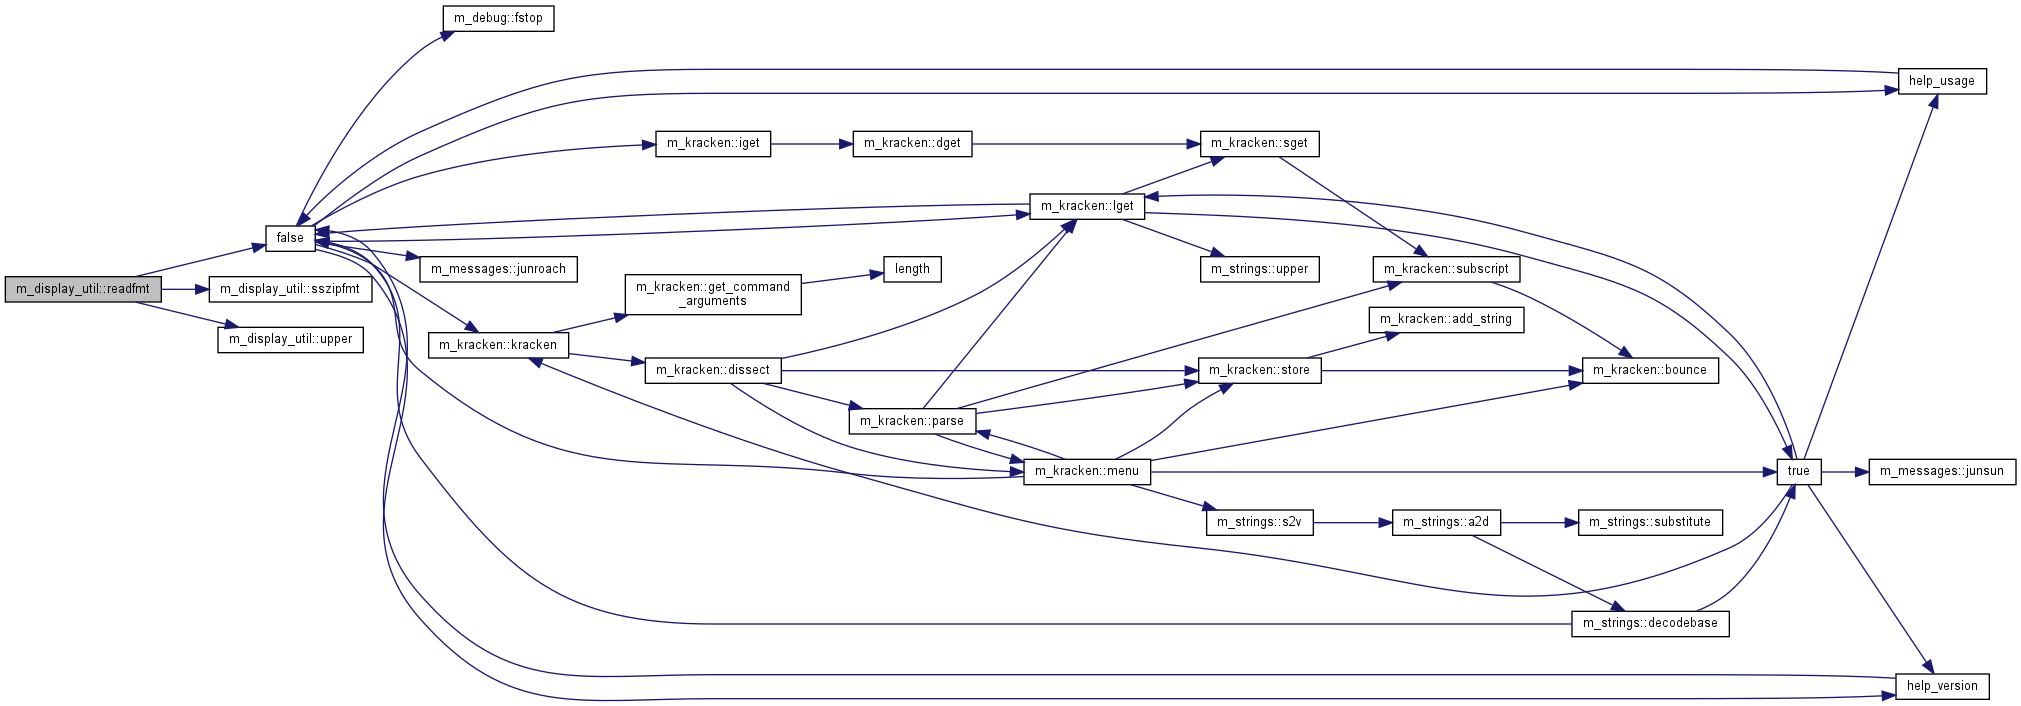 m_debug::fstop
help_usage
m_kracken::iget
m_kracken::dget
m_kracken::sget
m_kracken::lget
false
m_messages::junroach
m_strings::upper
m_kracken::subscript
length
m_display_util::readfmt
m_display_util::sszipfmt
m_kracken::get_command
_arguments
m_display_util::upper
m_kracken::kracken
m_kracken::add_string
m_kracken::dissect
m_kracken::store
m_kracken::bounce
m_kracken::parse
m_kracken::menu
true
m_messages::junsun
m_strings::s2v
m_strings::a2d
m_strings::substitute
m_strings::decodebase
help_version